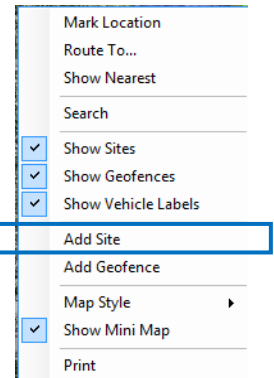 Mark Location
Route To...
Show Nearest
Search
Show Sites
Show Geofences
Show Vehicle Labels
Add Site
Add Geofence
Map Style
Show Mini Map
Print